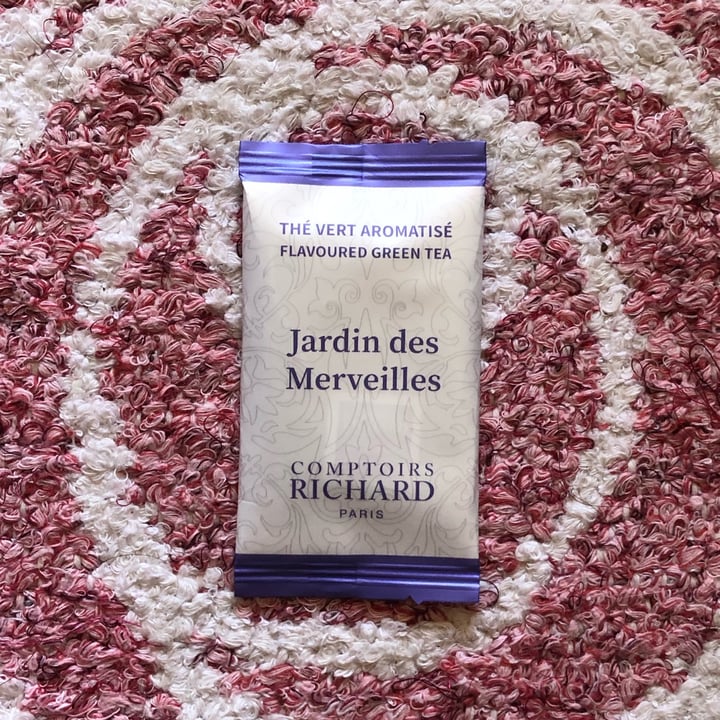 THÉ VERT AROMATISÉ
FLAVOURED GREEN TEA
Jardin des
Merveilles
COMPTOIRS
RICHARD
PARIS